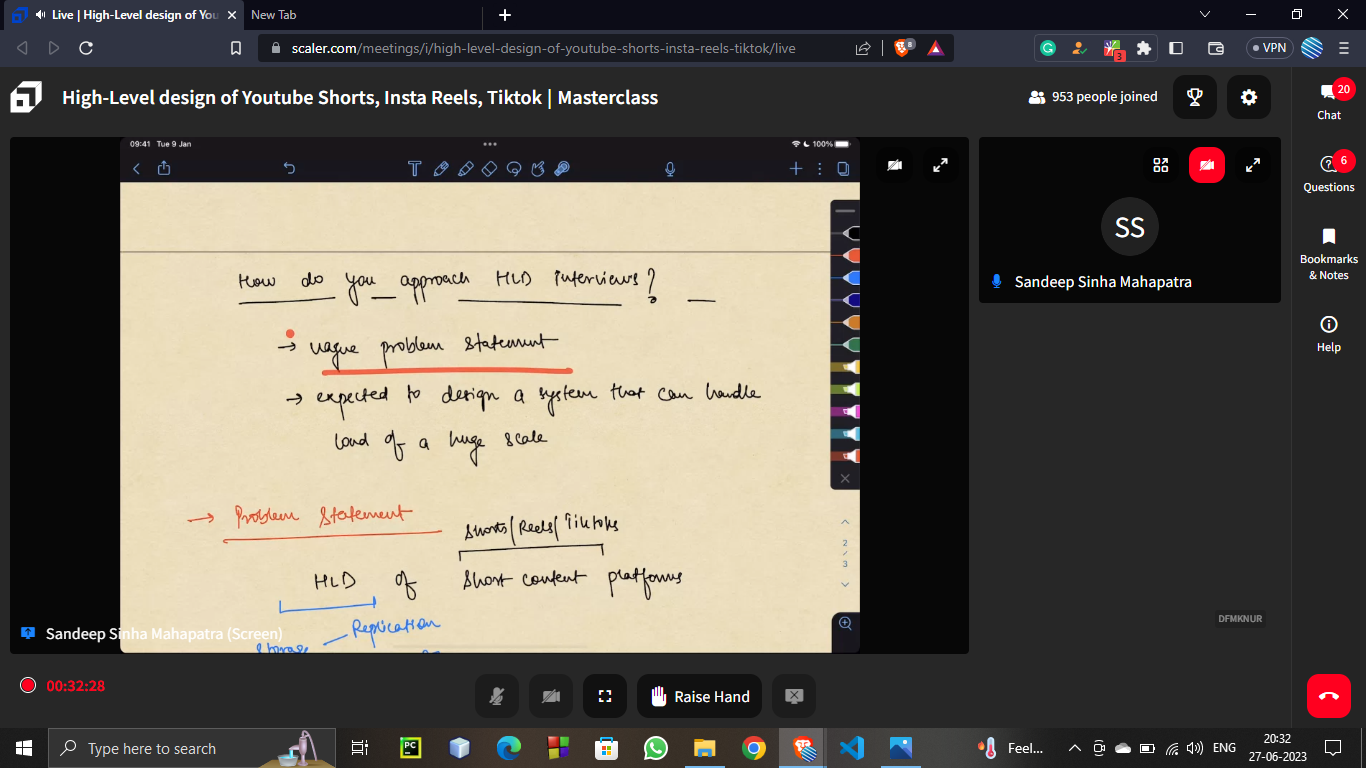 Live | High-Level design of You
New Tab
scaler.com/meetings/i/high-level-design-of-youtube-shorts-insta-reels-tiktok/live
8
3
VPN
High-Level design of Youtube Shorts, Insta Reels, Tiktok | Masterclass
953 people joined
20
Chat
6
Questions
Bookmarks
& Notes
Help
09:41 Tue 9 Jan
100%
T
How do you approach HLD interviews?
→ vague problem statement
→ expected to design a system that can handle
load of a huge scale
→ Problem Statement
Shorts/Reels/Tiktoks
HLD of short content platforms
Replication
Storage
2
/
3
Sandeep Sinha Mahapatra (Screen)
SS
Sandeep Sinha Mahapatra
DFMKNUR
00:32:28
Raise Hand
Type here to search
PC
Feel...
ENG
20:32
27-06-2023